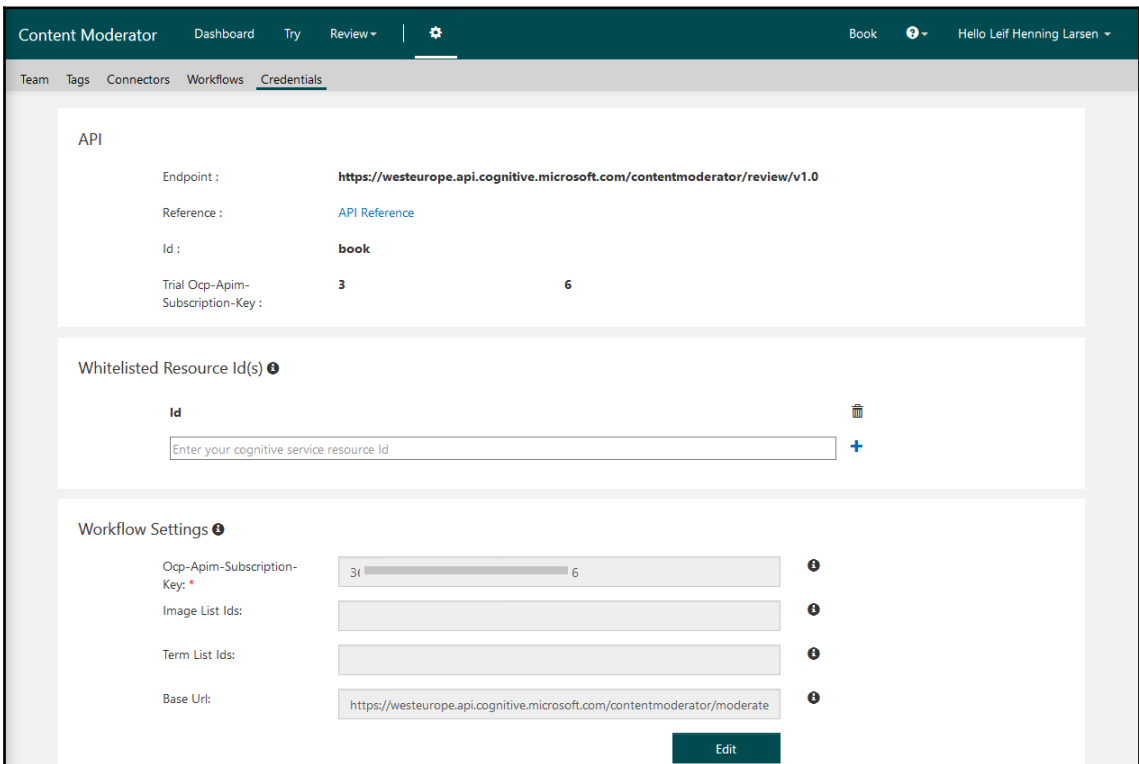 Content Moderator Dashboard Try Review Book ? Hello Leif Henning Larsen
Team Tags Connectors Workflows Credentials
API
Endpoint : https://westeurope.api.cognitive.microsoft.com/contentmoderator/review/v1.0
Reference : API Reference
Id : book
Trial Ocp-Apim- 3 6
Subscription-Key :
Whitelisted Resource Id(s) i
Id
Enter your cognitive service resource Id +
Workflow Settings i
Ocp-Apim-Subscription- 36 6 i
Key: *
Image List Ids: i
Term List Ids: i
Base Url: https://westeurope.api.cognitive.microsoft.com/contentmoderator/moderate i
Edit